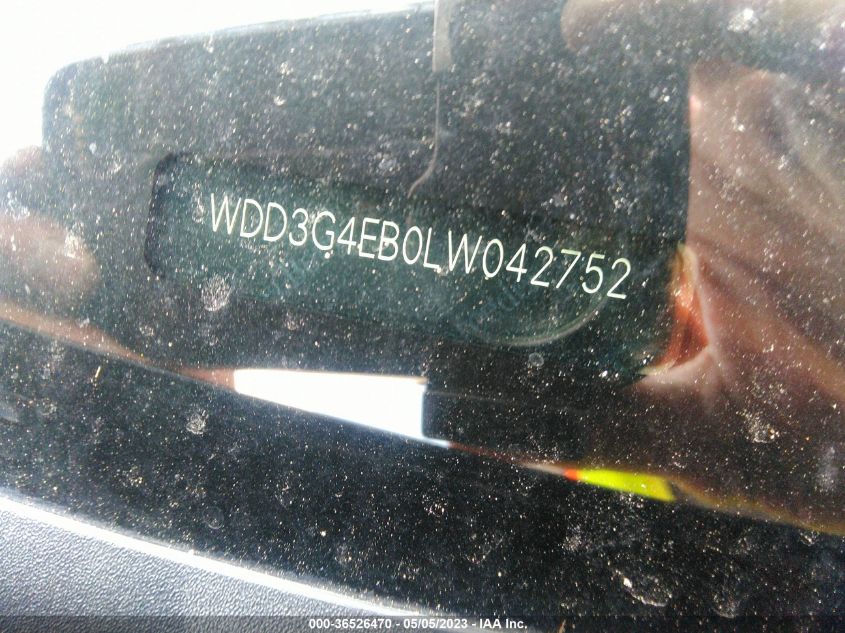 WDD3G4EB0LW042752
000-36526470 — 05/05/2023 — IAA Inc.